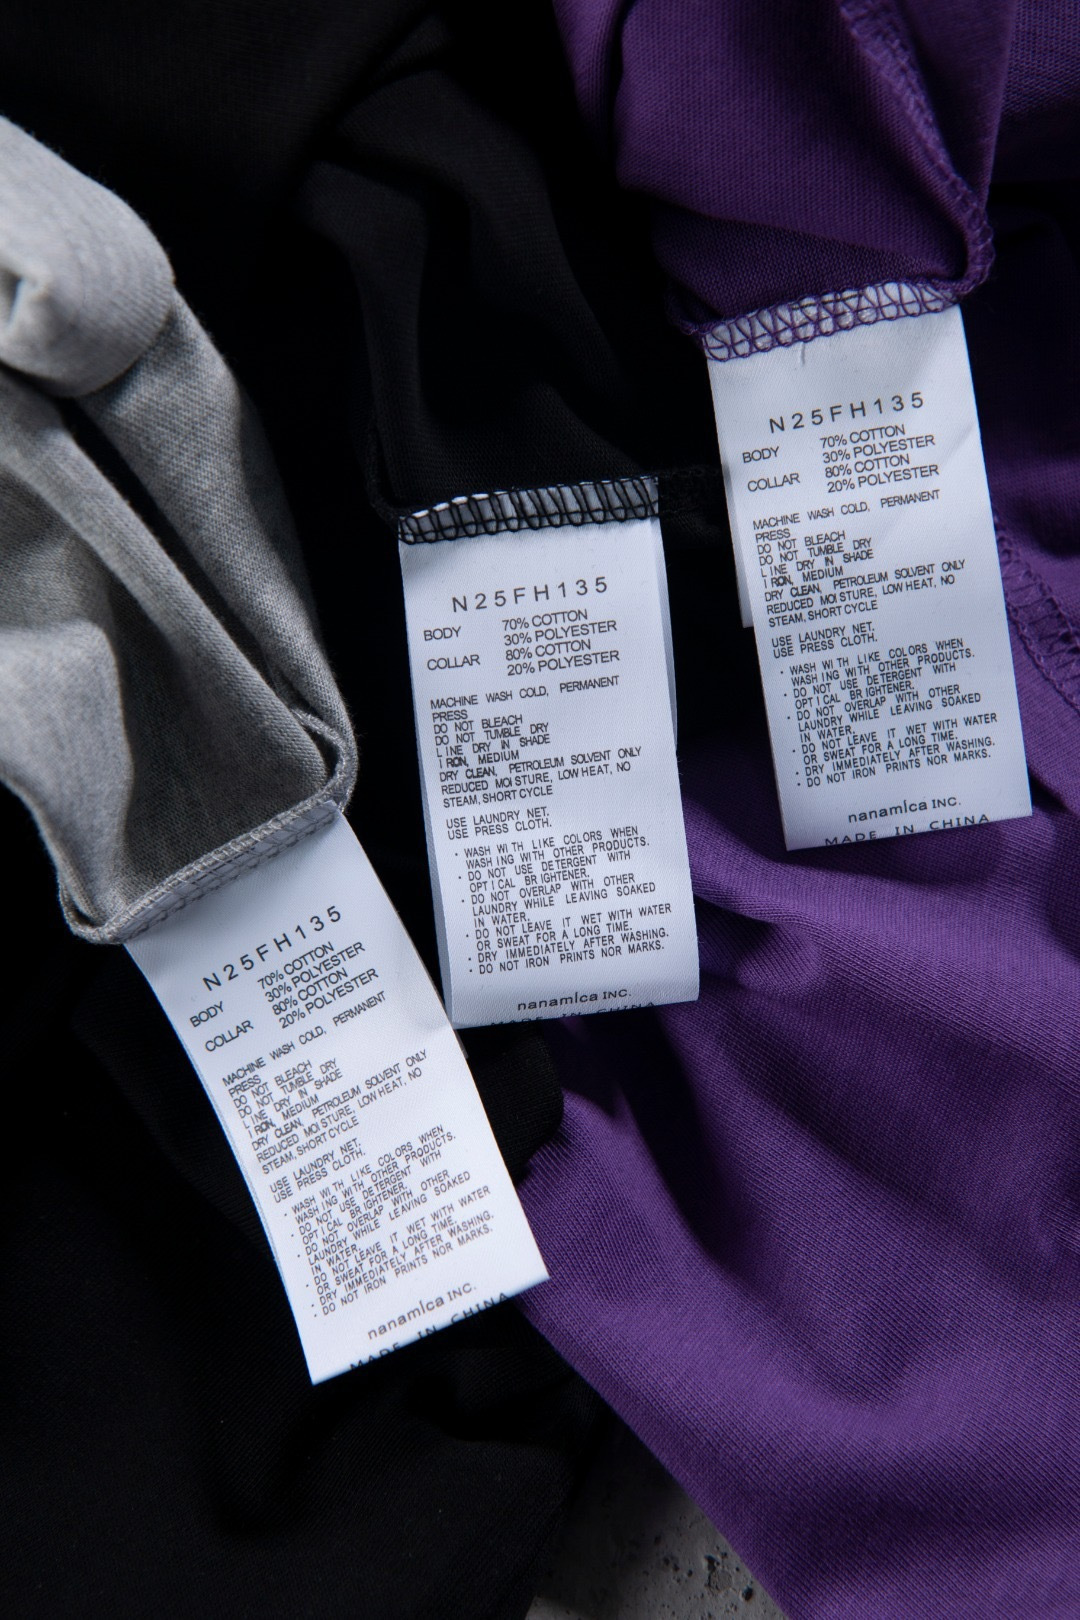 N25FH135
BODY 70% COTTON
30% POLYESTER
COLLAR 80% COTTON
20% POLYESTER
MACHINE WASH COLD, PERMANENT
PRESS
DO NOT BLEACH
DO NOT TUMBLE DRY
LINE DRY IN SHADE
IRON, MEDIUM
DRY CLEAN, PETROLEUM SOLVENT ONLY
REDUCED MOISTURE, LOW HEAT, NO
STEAM, SHORT CYCLE
USE LAUNDRY NET.
USE PRESS CLOTH.
· WASH WITH LIKE COLORS WHEN
WASHING WITH OTHER PRODUCTS.
· DO NOT USE DETERGENT WITH
OPTICAL BRIGHTENER.
· DO NOT OVERLAP WITH OTHER
LAUNDRY WHILE LEAVING SOAKED
IN WATER.
· DO NOT LEAVE IT WET WITH WATER
OR SWEAT FOR A LONG TIME.
· DRY IMMEDIATELY AFTER WASHING.
· DO NOT IRON PRINTS NOR MARKS.
nanamica INC.
MADE IN CHINA
N25FH135
BODY 70% COTTON
30% POLYESTER
COLLAR 80% COTTON
20% POLYESTER
MACHINE WASH COLD, PERMANENT
PRESS
DO NOT BLEACH
DO NOT TUMBLE DRY
LINE DRY IN SHADE
IRON, MEDIUM
DRY CLEAN, PETROLEUM SOLVENT ONLY
REDUCED MOISTURE, LOW HEAT, NO
STEAM, SHORT CYCLE
USE LAUNDRY NET.
USE PRESS CLOTH.
· WASH WITH LIKE COLORS WHEN
WASHING WITH OTHER PRODUCTS.
· DO NOT USE DETERGENT WITH
OPTICAL BRIGHTENER.
· DO NOT OVERLAP WITH OTHER
LAUNDRY WHILE LEAVING SOAKED
IN WATER.
· DO NOT LEAVE IT WET WITH WATER
OR SWEAT FOR A LONG TIME.
· DRY IMMEDIATELY AFTER WASHING.
· DO NOT IRON PRINTS NOR MARKS.
nanamica INC.
MADE IN CHINA
N25FH135
BODY 70% COTTON
30% POLYESTER
COLLAR 80% COTTON
20% POLYESTER
MACHINE WASH COLD, PERMANENT
PRESS
DO NOT BLEACH
DO NOT TUMBLE DRY
LINE DRY IN SHADE
IRON, MEDIUM
DRY CLEAN, PETROLEUM SOLVENT ONLY
REDUCED MOISTURE, LOW HEAT, NO
STEAM, SHORT CYCLE
USE LAUNDRY NET.
USE PRESS CLOTH.
· WASH WITH LIKE COLORS WHEN
WASHING WITH OTHER PRODUCTS.
· DO NOT USE DETERGENT WITH
OPTICAL BRIGHTENER.
· DO NOT OVERLAP WITH OTHER
LAUNDRY WHILE LEAVING SOAKED
IN WATER.
· DO NOT LEAVE IT WET WITH WATER
OR SWEAT FOR A LONG TIME.
· DRY IMMEDIATELY AFTER WASHING.
· DO NOT IRON PRINTS NOR MARKS.
nanamica INC.
MADE IN CHINA